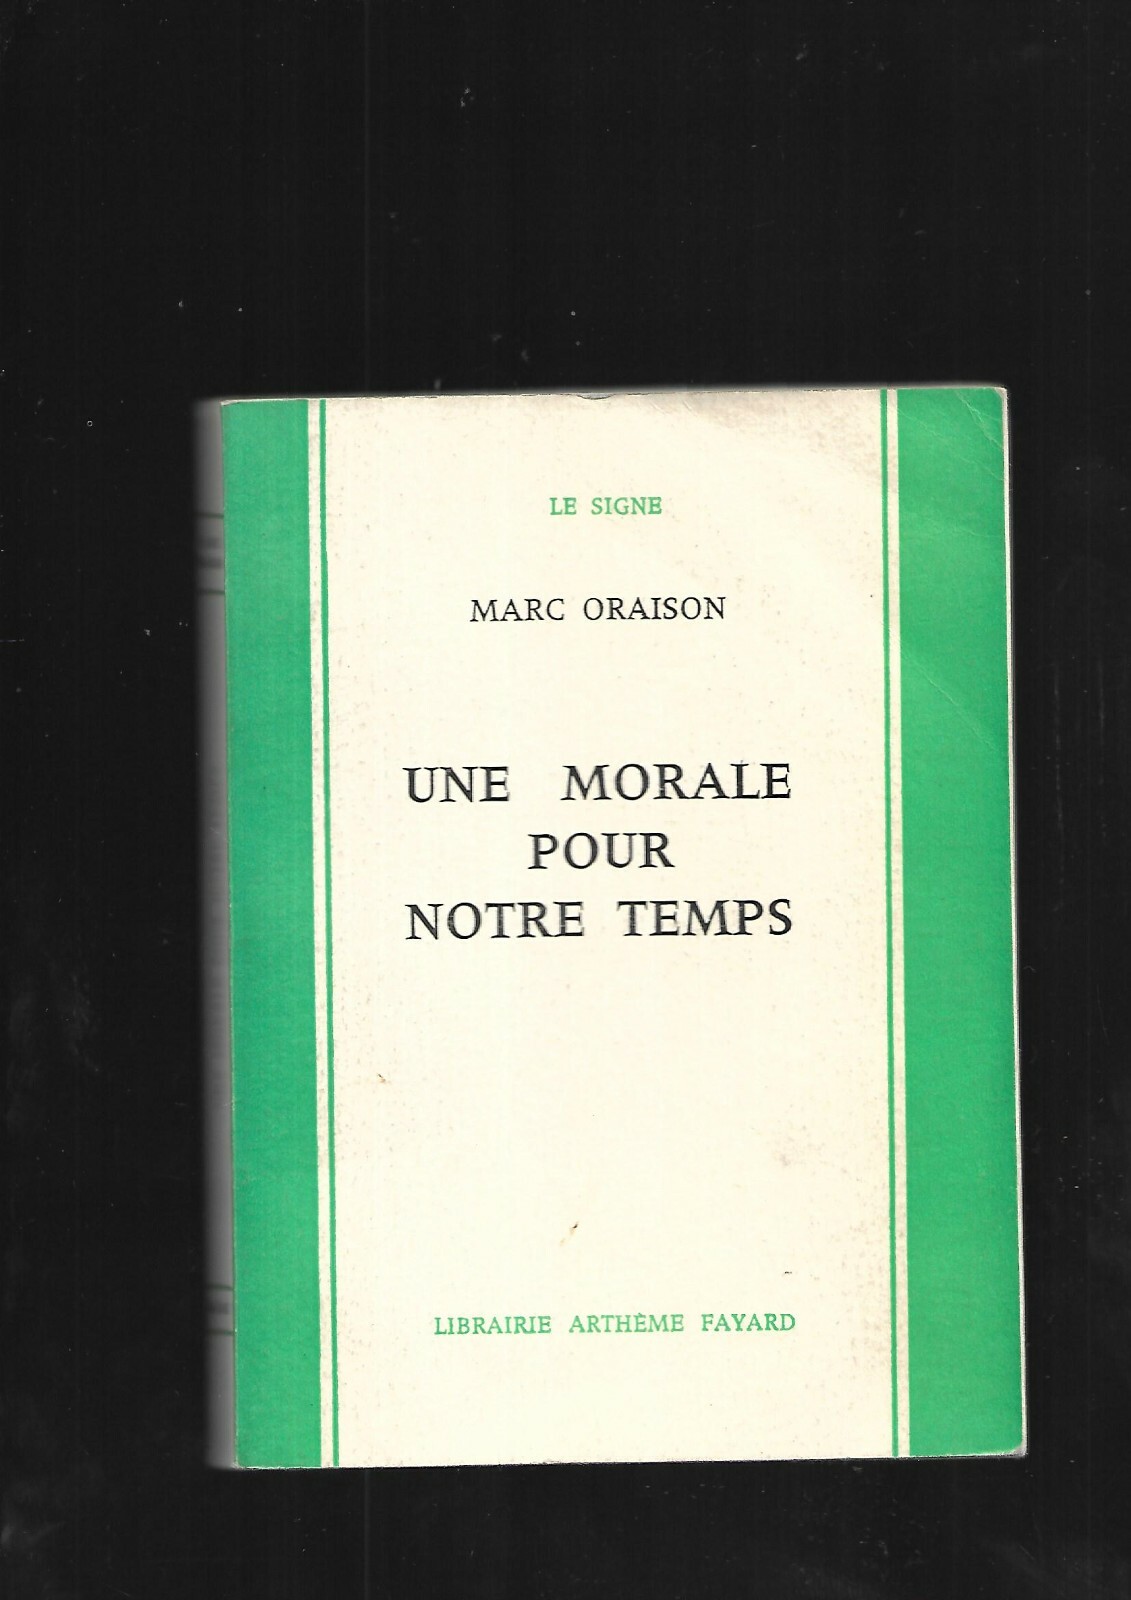 LE SIGNE
MARC ORAISON
UNE MORALE
POUR
NOTRE TEMPS
LIBRAIRIE ARTHÈME FAYARD